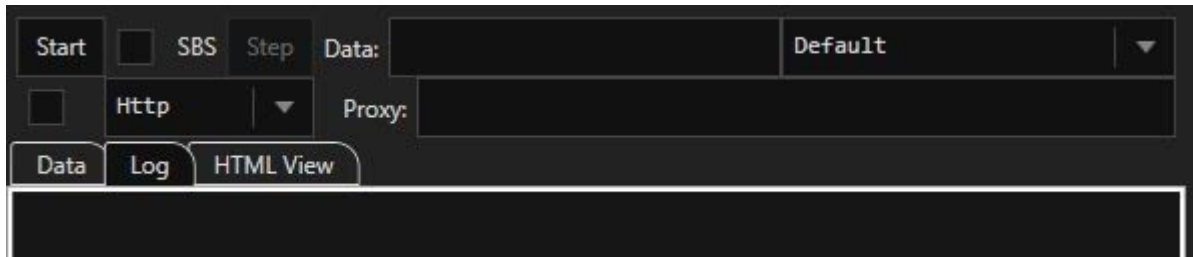 Start SBS Step Data: Default
Http Proxy:
Data Log HTML View